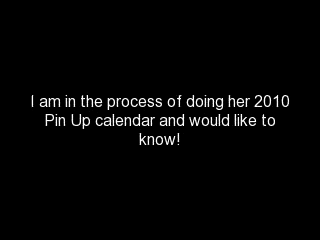 I am in the process of doing her 2010
Pin Up calendar and would like to
know!